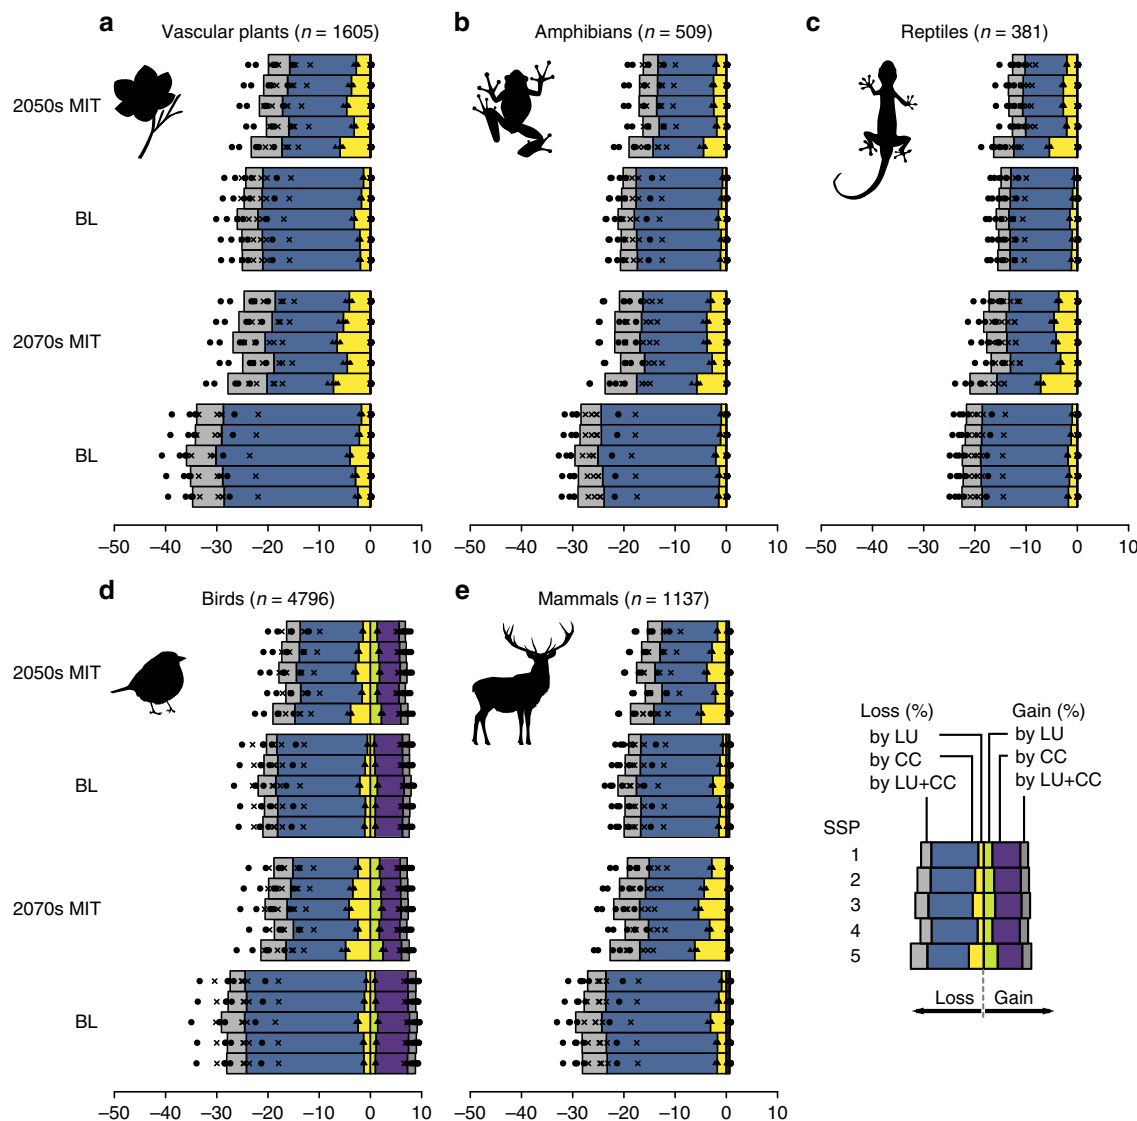 a Vascular plants (n = 1605)
b Amphibians (n = 509)
c Reptiles (n = 381)
2050s MIT
BL
2070s MIT
BL
−50 −40 −30 −20 −10 0 10
−50 −40 −30 −20 −10 0 10
−50 −40 −30 −20 −10 0 10
d Birds (n = 4796)
e Mammals (n = 1137)
2050s MIT
BL
2070s MIT
BL
−50 −40 −30 −20 −10 0 10
−50 −40 −30 −20 −10 0 10
Loss (%) Gain (%)
by LU by LU
by CC by CC
by LU+CC by LU+CC
SSP
1
2
3
4
5
Loss Gain